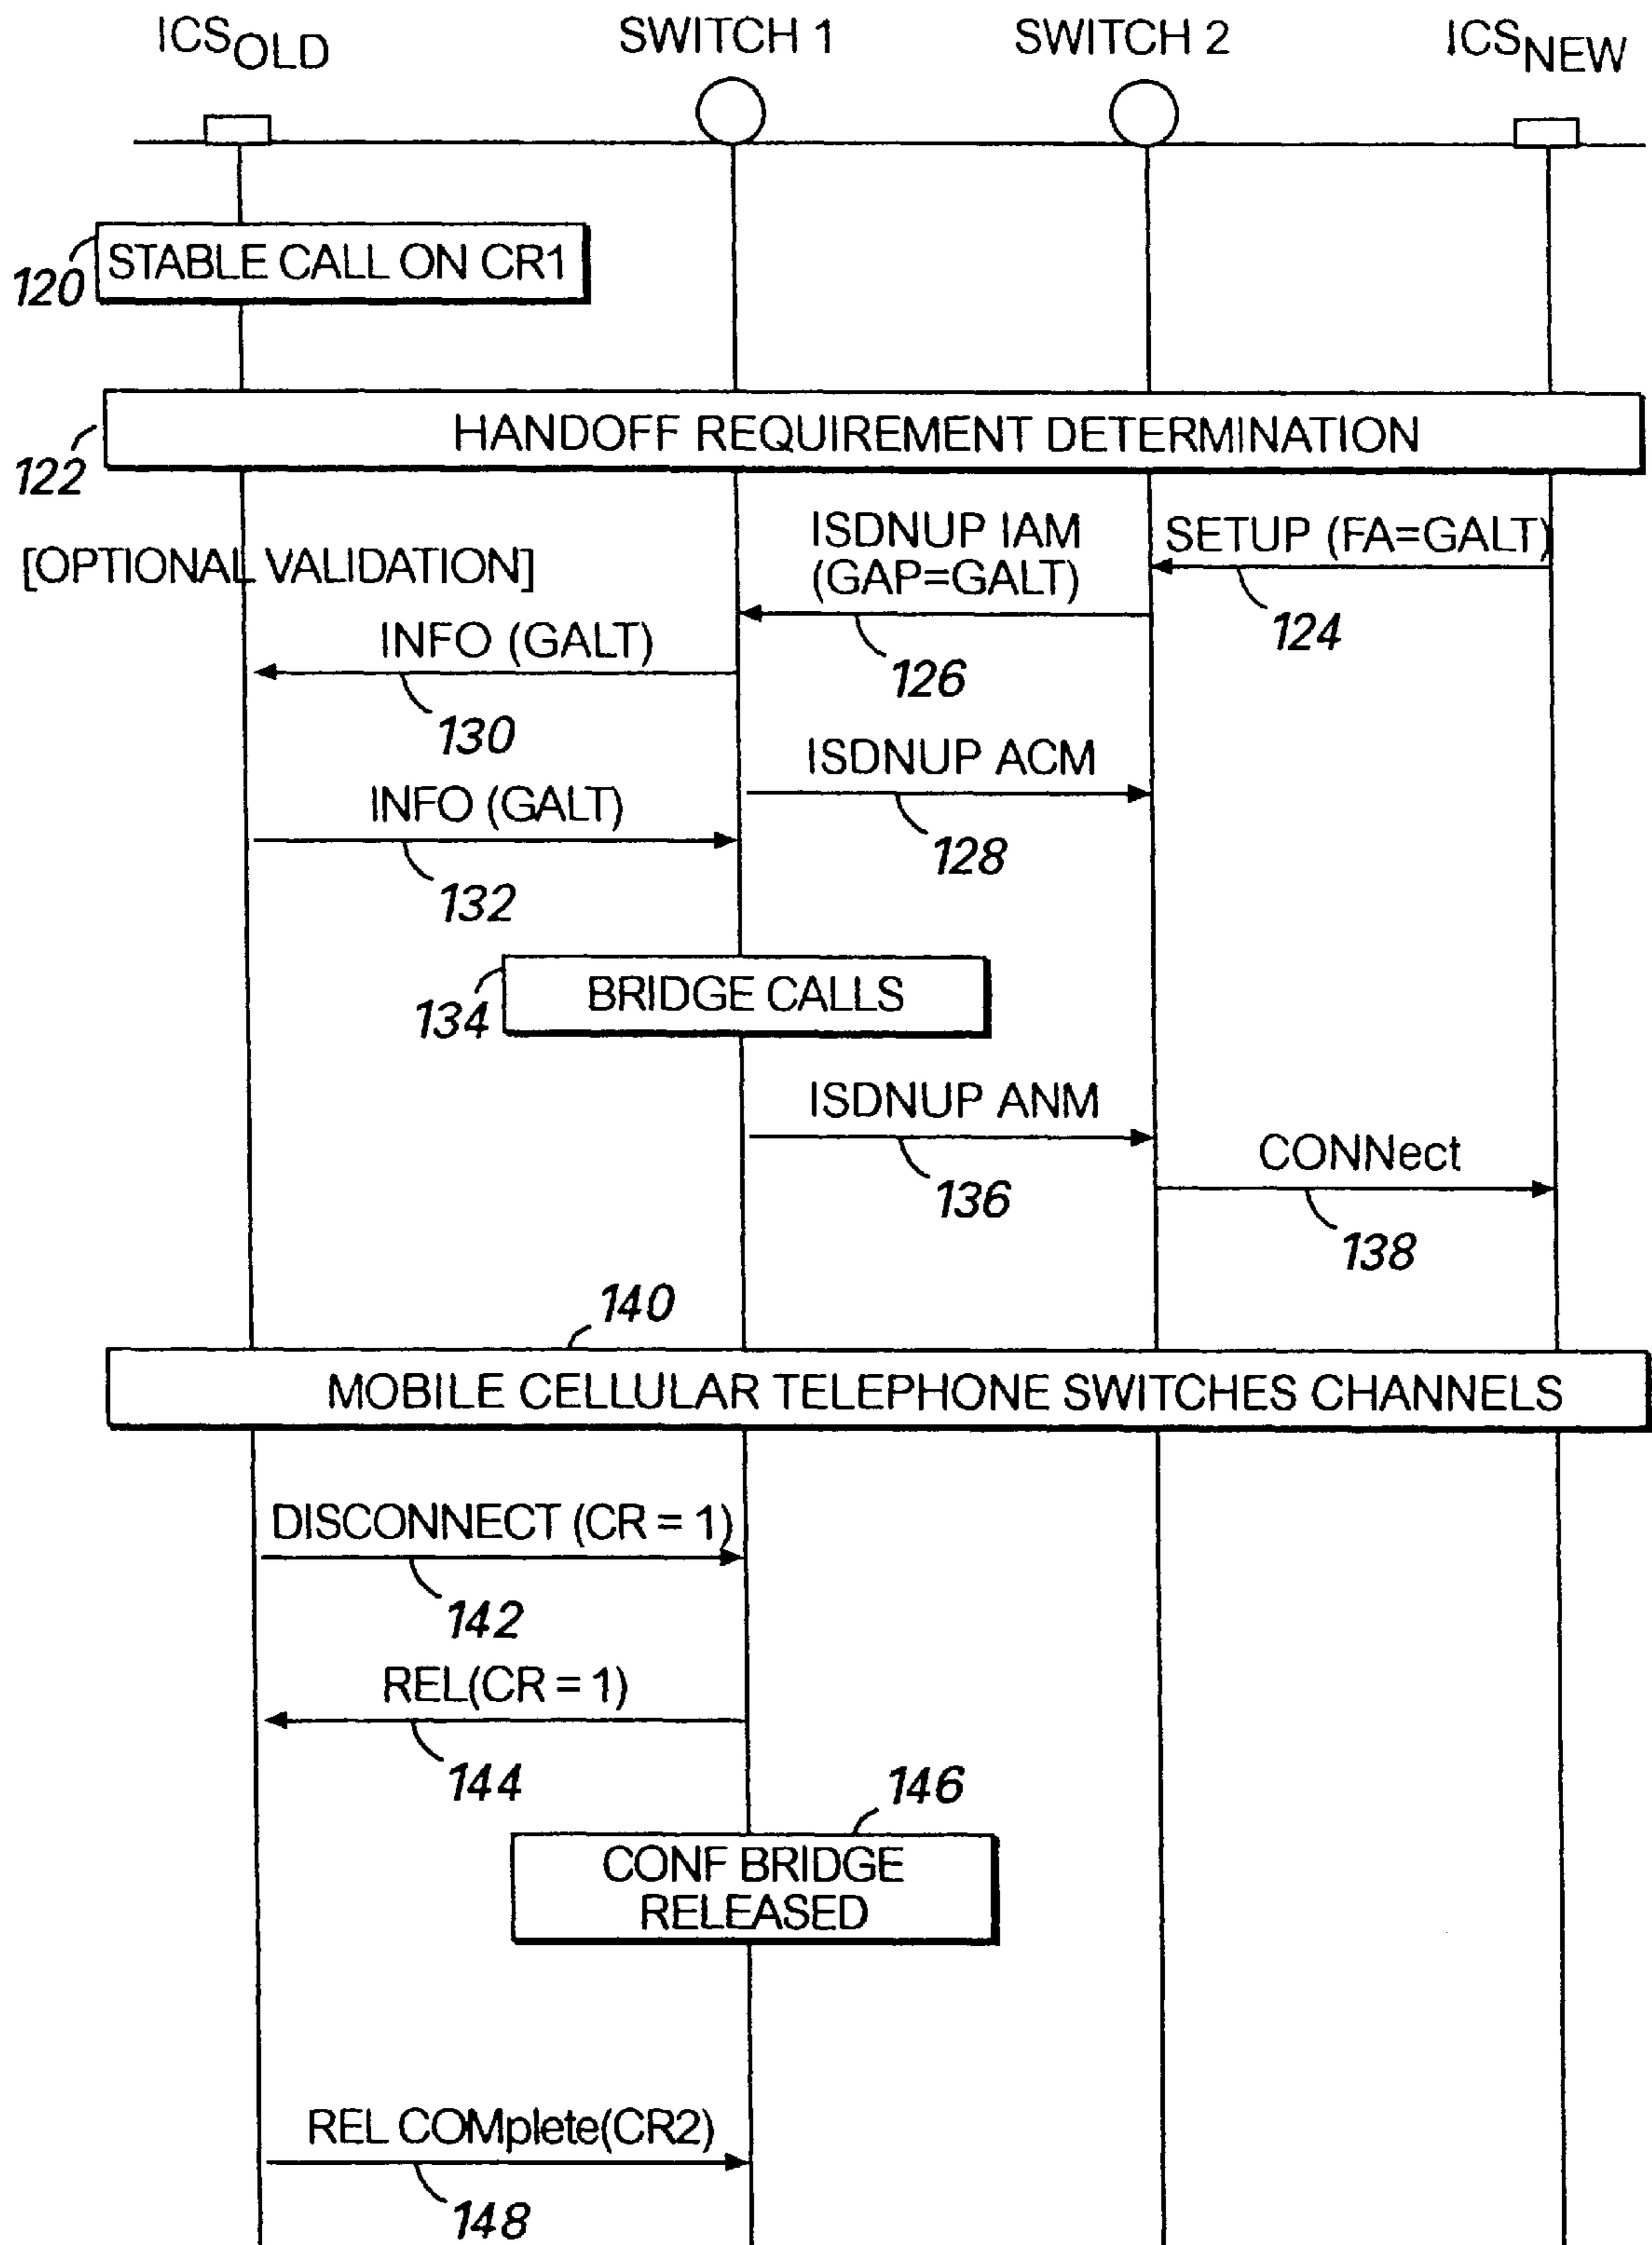 ICSOLD SWITCH 1 SWITCH 2 ICSNEW
STABLE CALL ON CR1
120
HANDOFF REQUIREMENT DETERMINATION
122
ISDNUP IAM
(GAP=GALT)
SETUP (FA=GALT)
[OPTIONAL VALIDATION]
124
INFO (GALT)
126
130
ISDNUP ACM
INFO (GALT)
128
132
BRIDGE CALLS
134
ISDNUP ANM
CONNect
136
138
140
MOBILE CELLULAR TELEPHONE SWITCHES CHANNELS
DISCONNECT (CR = 1)
142
REL(CR = 1)
144
146
CONF BRIDGE
RELEASED
REL COMplete(CR2)
148